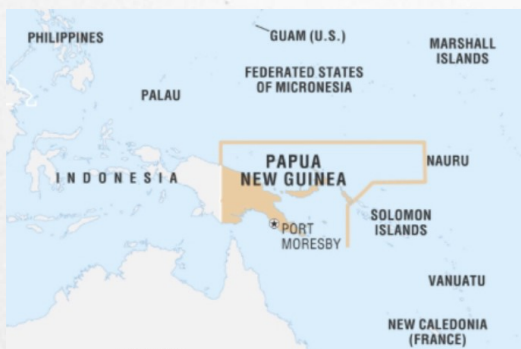 PHILIPPINES
GUAM (U.S.)
MARSHALL
ISLANDS
FEDERATED STATES
OF MICRONESIA
PALAU
PAPUA
NEW GUINEA
NAURU
INDONESIA
SOLOMON
ISLANDS
PORT
MORESBY
VANUATU
NEW CALEDONIA
(FRANCE)